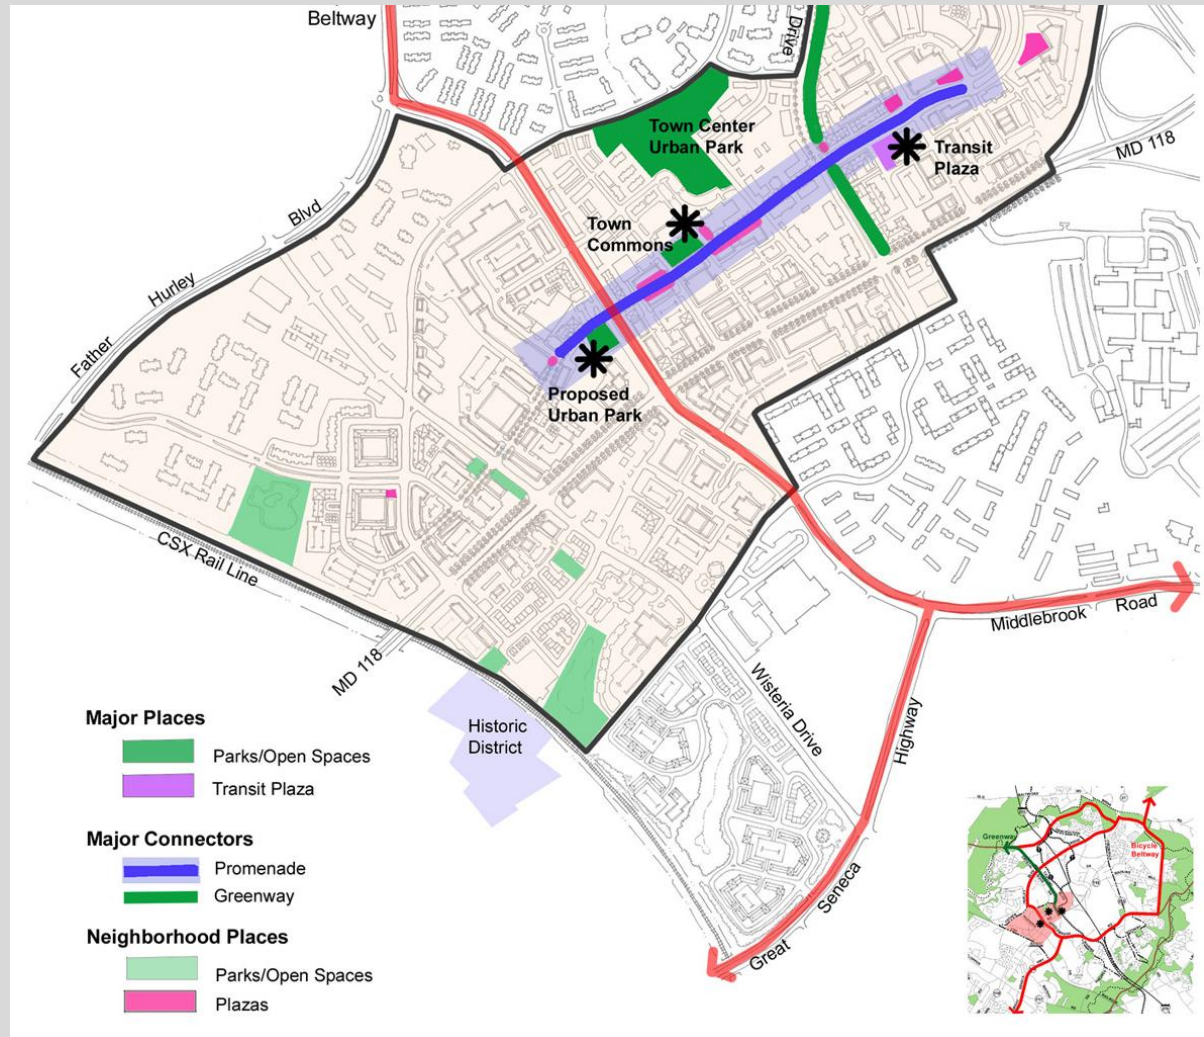 Beltway
Drive
Town Center
Urban Park
Transit
Plaza
MD 118
Town
Commons
Blvd
Hurley
Father
Proposed
Urban Park
CSX Rail Line
MD 118
Middlebrook
Road
Wisteria Drive
Historic
District
Highway
Seneca
Great
Major Places
Parks/Open Spaces
Transit Plaza
Major Connectors
Promenade
Greenway
Neighborhood Places
Parks/Open Spaces
Plazas
Greenway
Bicycle
Beltway